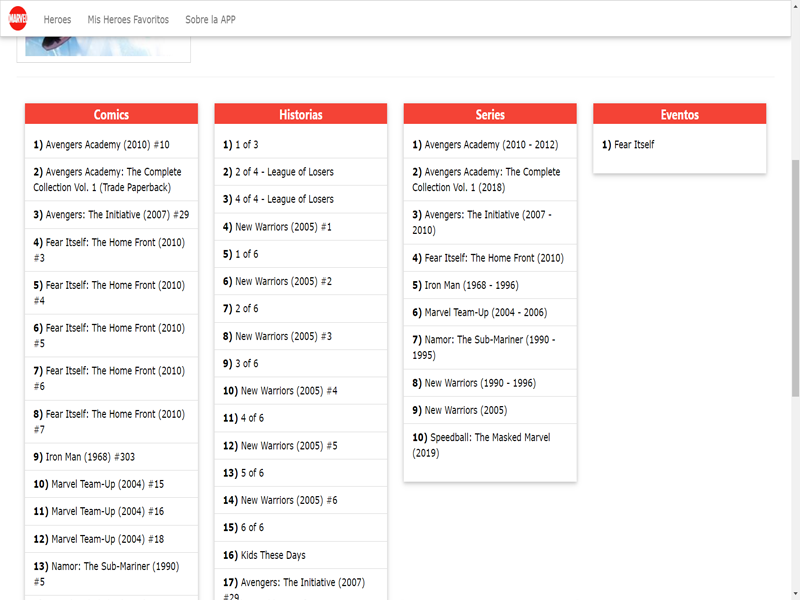 MARVEL
Heroes
Mis Heroes Favoritos
Sobre la APP
Comics
1) Avengers Academy (2010) #10
2) Avengers Academy: The Complete
Collection Vol. 1 (Trade Paperback)
3) Avengers: The Initiative (2007) #29
4) Fear Itself: The Home Front (2010)
#3
5) Fear Itself: The Home Front (2010)
#4
6) Fear Itself: The Home Front (2010)
#5
7) Fear Itself: The Home Front (2010)
#6
8) Fear Itself: The Home Front (2010)
#7
9) Iron Man (1968) #303
10) Marvel Team-Up (2004) #15
11) Marvel Team-Up (2004) #16
12) Marvel Team-Up (2004) #18
13) Namor: The Sub-Mariner (1990)
#5
Historias
1) 1 of 3
2) 2 of 4 - League of Losers
3) 4 of 4 - League of Losers
4) New Warriors (2005) #1
5) 1 of 6
6) New Warriors (2005) #2
7) 2 of 6
8) New Warriors (2005) #3
9) 3 of 6
10) New Warriors (2005) #4
11) 4 of 6
12) New Warriors (2005) #5
13) 5 of 6
14) New Warriors (2005) #6
15) 6 of 6
16) Kids These Days
17) Avengers: The Initiative (2007)
#29
Series
1) Avengers Academy (2010 - 2012)
2) Avengers Academy: The Complete
Collection Vol. 1 (2018)
3) Avengers: The Initiative (2007 -
2010)
4) Fear Itself: The Home Front (2010)
5) Iron Man (1968 - 1996)
6) Marvel Team-Up (2004 - 2006)
7) Namor: The Sub-Mariner (1990 -
1995)
8) New Warriors (1990 - 1996)
9) New Warriors (2005)
10) Speedball: The Masked Marvel
(2019)
Eventos
1) Fear Itself